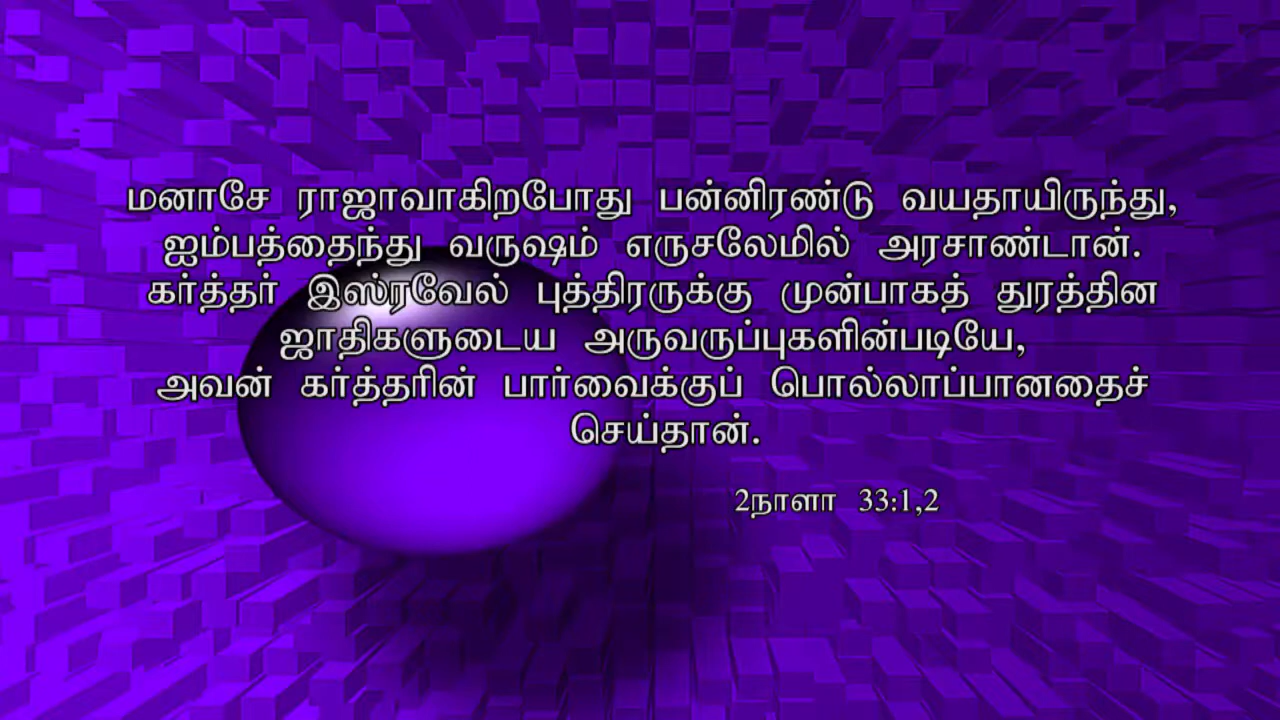 மனாசே ராஜாவாகிறபோது பன்னிரண்டு வயதாயிருந்து,
ஐம்பத்தைந்து வருஷம் எருசலேமில் அரசாண்டான்.
கர்த்தர் இஸ்ரவேல் புத்திரருக்கு முன்பாகத் துரத்தின
ஜாதிகளுடைய அருவருப்புகளின்படியே,
அவன் கர்த்தரின் பார்வைக்குப் பொல்லாப்பானதைச்
செய்தான்.
2நாளா 33:1,2